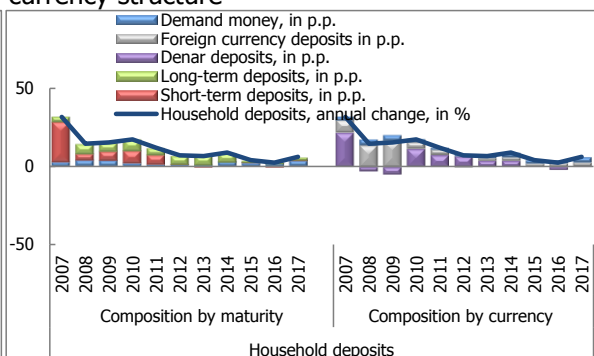 currency structure
Demand money, in p.p.
Foreign currency deposits in p.p.
Denar deposits, in p.p.
Long-term deposits, in p.p.
Short-term deposits, in p.p.
Household deposits, annual change, in %
50
0
-50
2007 2008 2009 2010 2011 2012 2013 2014 2015 2016 2017 2007 2008 2009 2010 2011 2012 2013 2014 2015 2016 2017
Composition by maturity Composition by currency
Household deposits